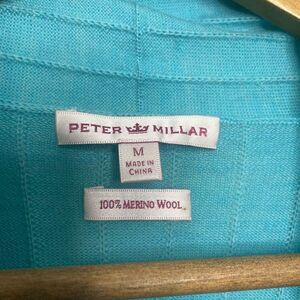 PETER MILLAR
M
MADE IN
CHINA
100% MERINO WOOL